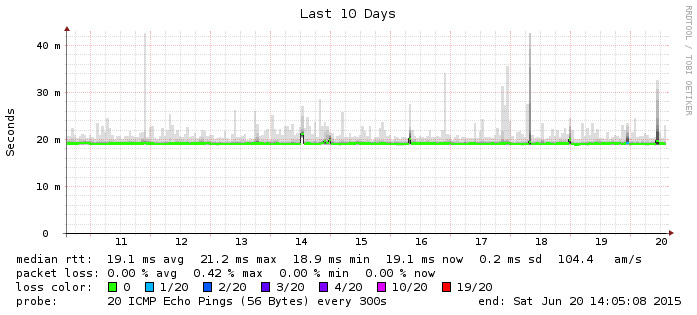 Last 10 Days
RRDTOOL / TOBI OETIKER
Seconds
40 m
30 m
20 m
10 m
0
11 12 13 14 15 16 17 18 19 20
median rtt: 19.1 ms avg 21.2 ms max 18.9 ms min 19.1 ms now 0.2 ms sd 104.4 am/s
packet loss: 0.00 % avg 0.42 % max 0.00 % min 0.00 % now
loss color: 0 1/20 2/20 3/20 4/20 10/20 19/20
probe: 20 ICMP Echo Pings (56 Bytes) every 300s end: Sat Jun 20 14:05:08 2015